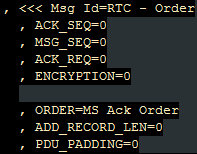 , <<< Msg Id=RTC - Order
, ACK_SEQ=0
, MSG_SEQ=0
, ACK_REQ=0
, ENCRYPTION=0
, ORDER=MS Ack Order
, ADD_RECORD_LEN=0
, PDU_PADDING=0